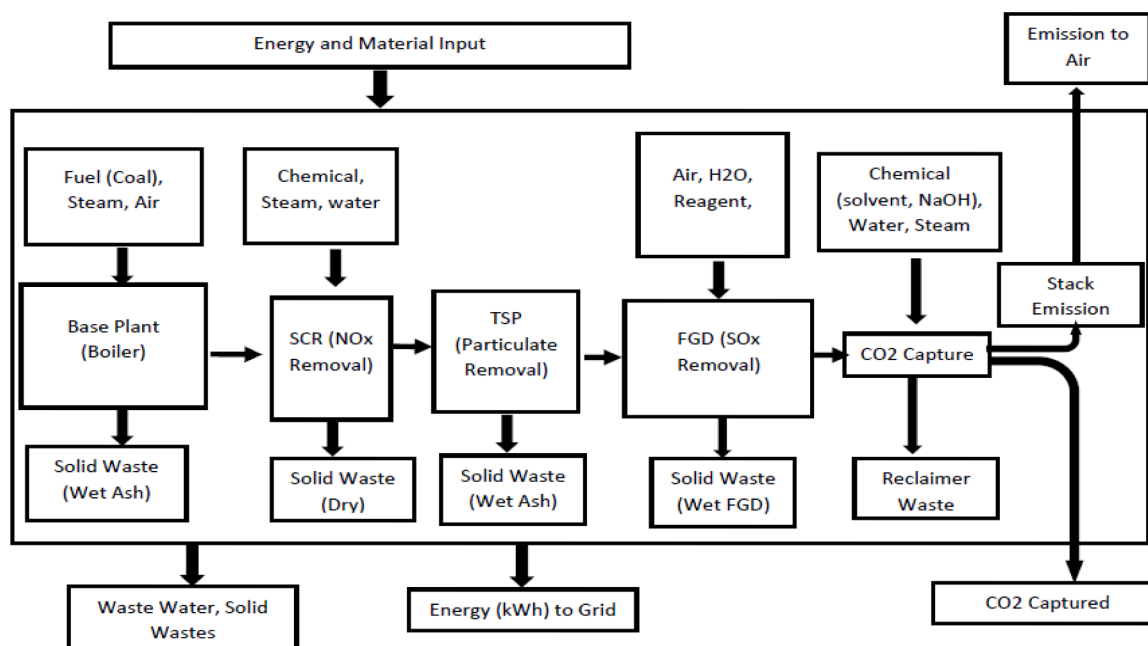 Energy and Material Input
Emission to
Air
Fuel (Coal),
Steam, Air
Chemical,
Steam, water
Air, H2O,
Reagent,
Chemical
(solvent, NaOH),
Water, Steam
Stack
Emission
Base Plant
(Boiler)
SCR (NOx
Removal)
TSP
(Particulate
Removal)
FGD (SOx
Removal)
CO2 Capture
Solid Waste
(Wet Ash)
Solid Waste
(Dry)
Solid Waste
(Wet Ash)
Solid Waste
(Wet FGD)
Reclaimer
Waste
Waste Water, Solid
Wastes
Energy (kWh) to Grid
CO2 Captured